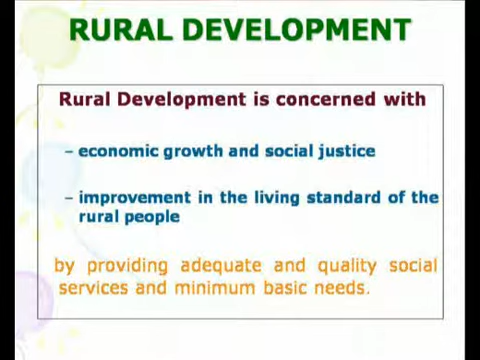 RURAL DEVELOPMENT
Rural Development is concerned with
– economic growth and social justice
– improvement in the living standard of the
rural people
by providing adequate and quality social
services and minimum basic needs.